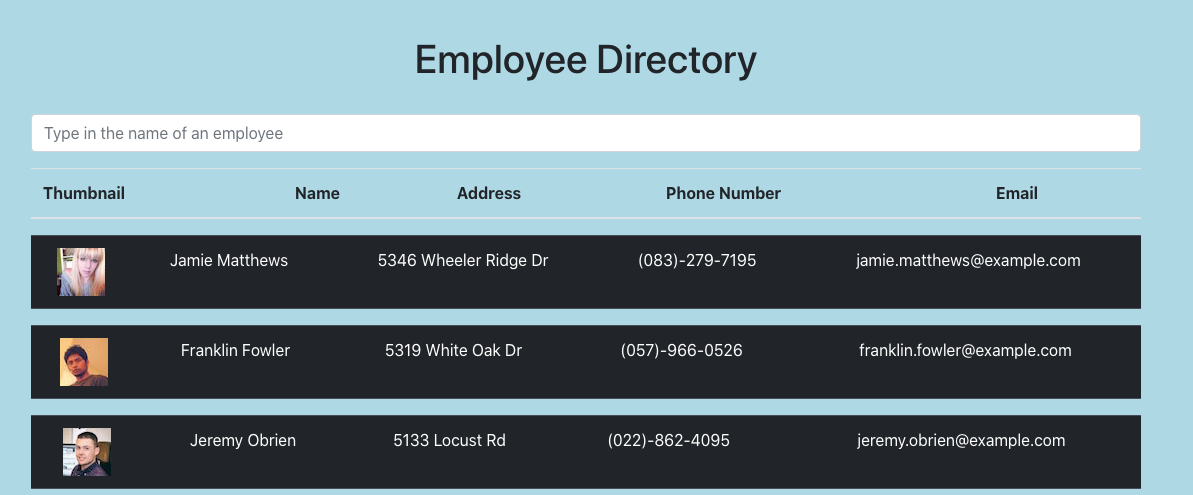 Employee Directory
Type in the name of an employee
Thumbnail Name Address Phone Number Email
Jamie Matthews 5346 Wheeler Ridge Dr (083)-279-7195 jamie.matthews@example.com
Franklin Fowler 5319 White Oak Dr (057)-966-0526 franklin.fowler@example.com
Jeremy Obrien 5133 Locust Rd (022)-862-4095 jeremy.obrien@example.com